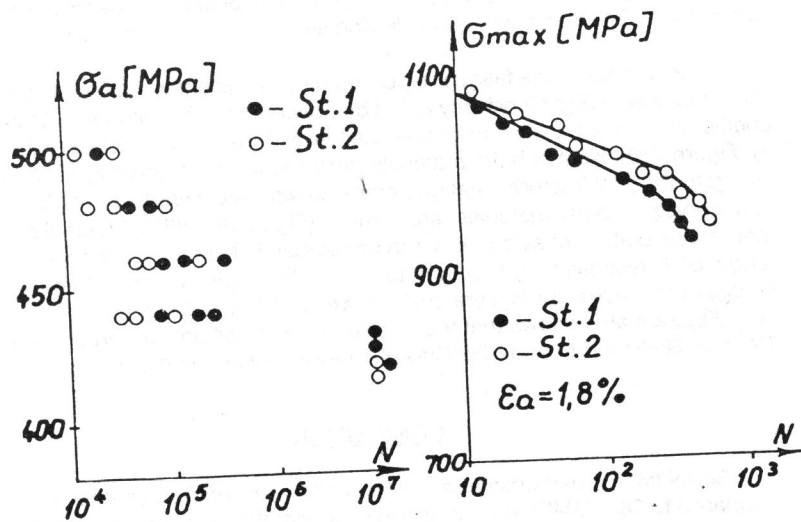 σa [MPa]
● – St.1
○ – St.2
500
450
400
N
10⁴ 10⁵ 10⁶ 10⁷
σmax [MPa]
1100
900
● – St.1
○ – St.2
εa = 1,8%
700
N
10 10² 10³